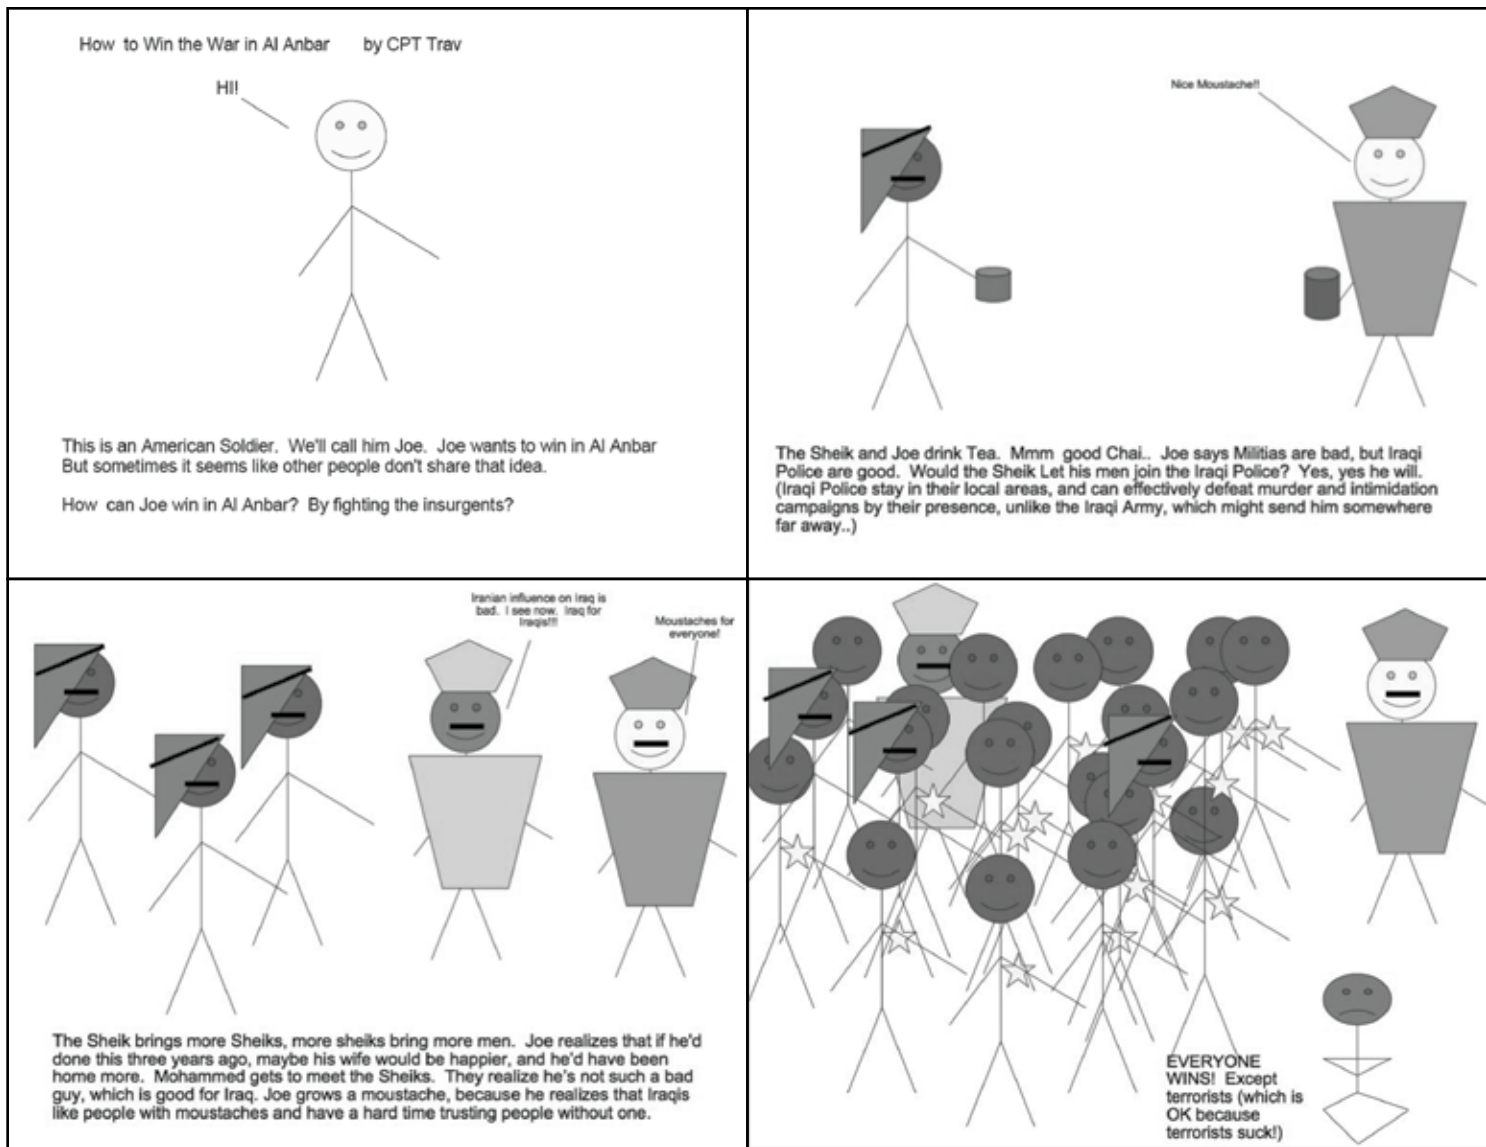 How to Win the War in Al Anbar by CPT Trav
HI!
This is an American Soldier. We'll call him Joe. Joe wants to win in Al Anbar
But sometimes it seems like other people don't share that idea.
How can Joe win in Al Anbar? By fighting the insurgents?
Nice Moustache!!
The Sheik and Joe drink Tea. Mmm good Chai.. Joe says Militias are bad, but Iraqi
Police are good. Would the Sheik Let his men join the Iraqi Police? Yes, yes he will.
(Iraqi Police stay in their local areas, and can effectively defeat murder and intimidation
campaigns by their presence, unlike the Iraqi Army, which might send him somewhere
far away..)
Iranian influence on Iraq is
bad. I see now. Iraq for
Iraqis!!!
Moustaches for
everyone!
The Sheik brings more Sheiks, more sheiks bring more men. Joe realizes that if he'd
done this three years ago, maybe his wife would be happier, and he'd have been
home more. Mohammed gets to meet the Sheiks. They realize he's not such a bad
guy, which is good for Iraq. Joe grows a moustache, because he realizes that Iraqis
like people with moustaches and have a hard time trusting people without one.
EVERYONE
WINS! Except
terrorists (which is
OK because
terrorists suck!)